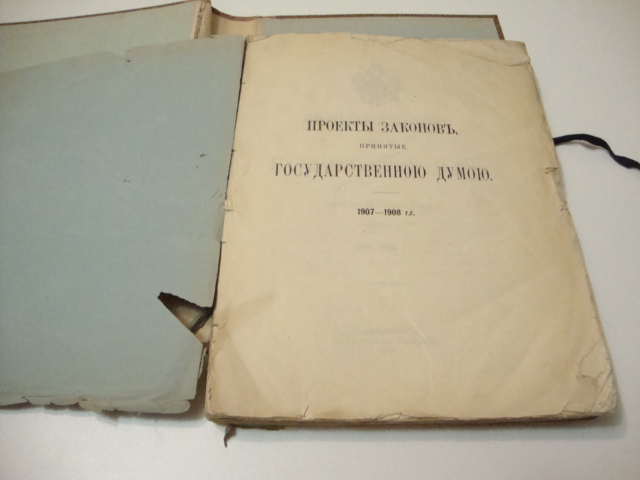 ПРОЕКТЫ ЗАКОНОВЪ,
ПРИНЯТЫЕ
ГОСУДАРСТВЕННОЮ ДУМОЮ.
1907—1908 г.г.